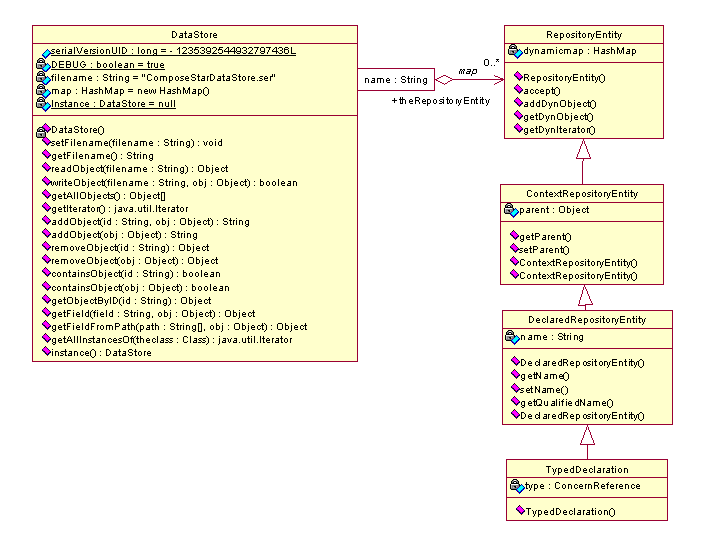 DataStore
serialVersionUID : long = - 1235392544932797436L
DEBUG : boolean = true
filename : String = "ComposeStarDataStore.ser"
map : HashMap = new HashMap()
Instance : DataStore = null
DataStore()
setFilename(filename : String) : void
getFilename() : String
readObject(filename : String) : Object
writeObject(filename : String, obj : Object) : boolean
getAllObjects() : Object[]
getIterator() : java.util.Iterator
addObject(id : String, obj : Object) : String
addObject(obj : Object) : String
removeObject(id : String) : Object
removeObject(obj : Object) : Object
containsObject(id : String) : boolean
containsObject(obj : Object) : boolean
getObjectByID(id : String) : Object
getField(field : String, obj : Object) : Object
getFieldFromPath(path : String[], obj : Object) : Object
getAllInstancesOf(theclass : Class) : java.util.Iterator
instance() : DataStore
name : String
map
0..*
+theRepositoryEntity
RepositoryEntity
dynamicmap : HashMap
RepositoryEntity()
accept()
addDynObject()
getDynObject()
getDynIterator()
ContextRepositoryEntity
parent : Object
getParent()
setParent()
ContextRepositoryEntity()
ContextRepositoryEntity()
DeclaredRepositoryEntity
name : String
DeclaredRepositoryEntity()
getName()
setName()
getQualifiedName()
DeclaredRepositoryEntity()
TypedDeclaration
type : ConcernReference
TypedDeclaration()